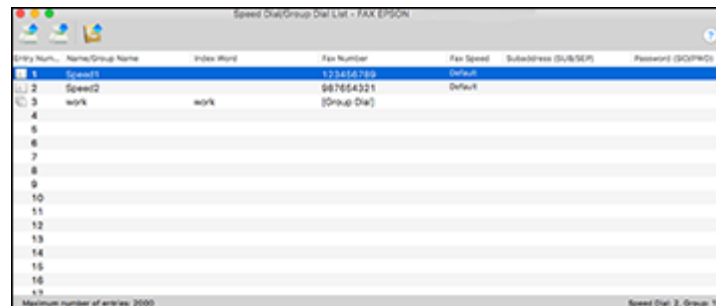 Speed Dial/Group Dial List - FAX EPSON
Entry Num... Name/Group Name Index Word Fax Number Fax Speed Subaddress (SUB/SEP) Password (SID/PWD)
1 Speed1 123456789 Default
2 Speed2 987654321 Default
3 work work [Group Dial]
4
5
6
7
8
9
10
11
12
13
14
15
16
17
Maximum number of entries: 2000 Speed Dial: 2, Group: 1